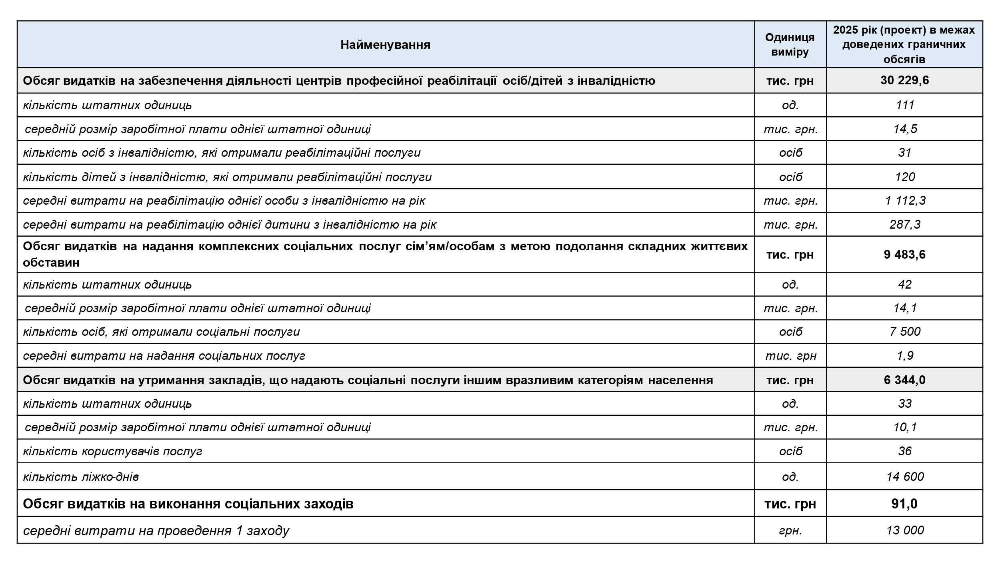 Найменування
Одиниця
виміру
2025 рік (проект) в межах
доведених граничних
обсягів
Обсяг видатків на забезпечення діяльності центрів професійної реабілітації осіб/дітей з інвалідністю тис. грн 30 229,6
кількість штатних одиниць од. 111
середній розмір заробітної плати однієї штатної одиниці тис. грн. 14,5
кількість осіб з інвалідністю, які отримали реабілітаційні послуги осіб 31
кількість дітей з інвалідністю, які отримали реабілітаційні послуги осіб 120
середні витрати на реабілітацію однієї особи з інвалідністю на рік тис. грн. 1 112,3
середні витрати на реабілітацію однієї дитини з інвалідністю на рік тис. грн. 287,3
Обсяг видатків на надання комплексних соціальних послуг сім’ям/особам з метою подолання складних життєвих
обставин тис. грн 9 483,6
кількість штатних одиниць од. 42
середній розмір заробітної плати однієї штатної одиниці тис. грн. 14,1
кількість осіб, які отримали соціальні послуги осіб 7 500
середні витрати на надання соціальних послуг тис. грн 1,9
Обсяг видатків на утримання закладів, що надають соціальні послуги іншим вразливим категоріям населення тис. грн 6 344,0
кількість штатних одиниць од. 33
середній розмір заробітної плати однієї штатної одиниці тис. грн. 10,1
кількість користувачів послуг осіб 36
кількість ліжко-днів од. 14 600
Обсяг видатків на виконання соціальних заходів тис. грн 91,0
середні витрати на проведення 1 заходу грн. 13 000